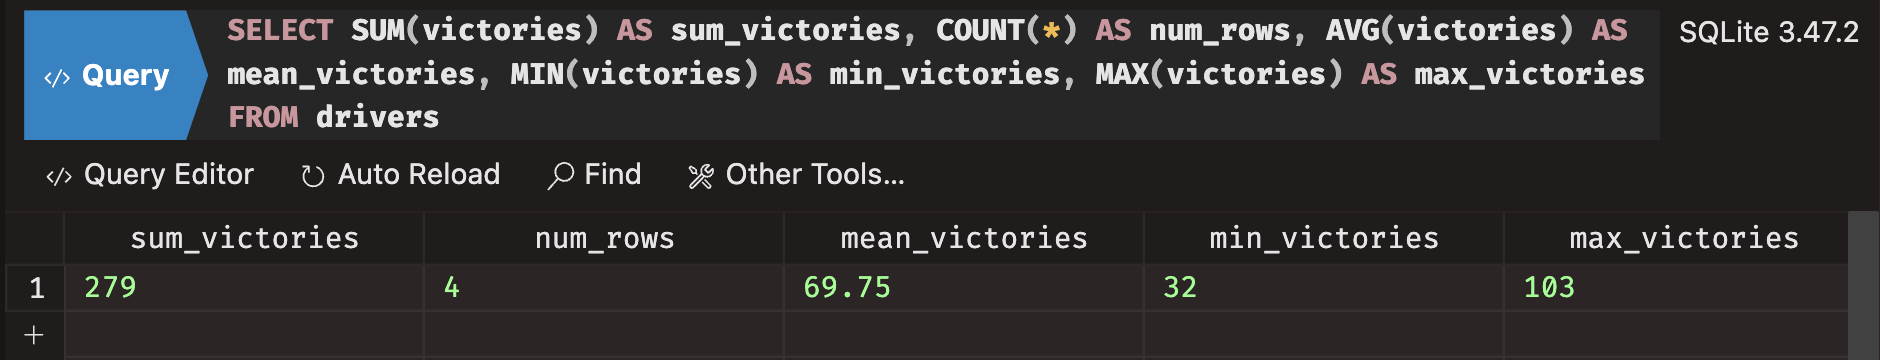 </> Query
SELECT SUM(victories) AS sum_victories, COUNT(*) AS num_rows, AVG(victories) AS
mean_victories, MIN(victories) AS min_victories, MAX(victories) AS max_victories
FROM drivers
SQLite 3.47.2
</> Query Editor Auto Reload Find Other Tools...
sum_victories num_rows mean_victories min_victories max_victories
1 279 4 69.75 32 103
+